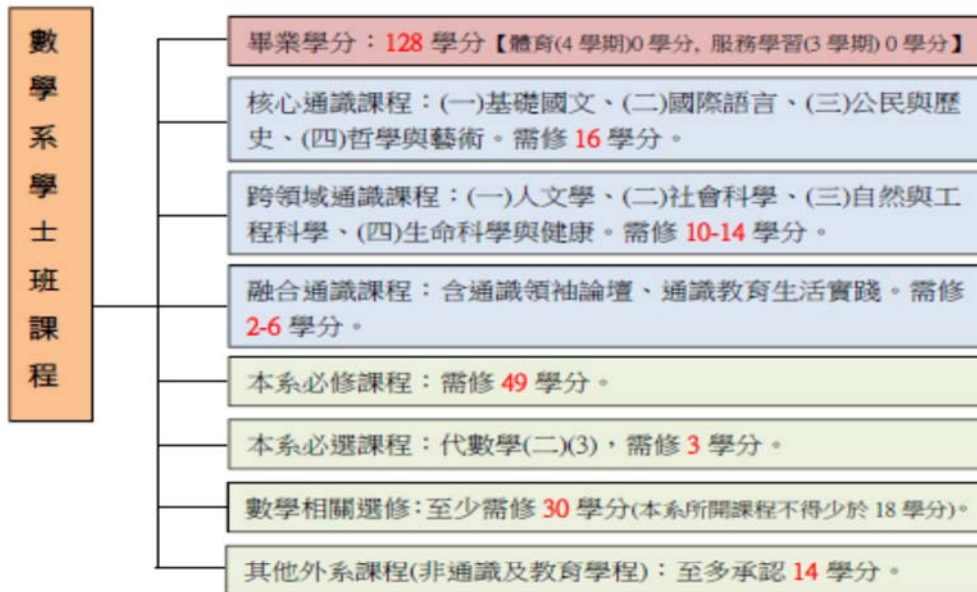 數學系學士班課程
畢業學分：128 學分【體育(4 學期)0 學分, 服務學習(3 學期) 0 學分】
核心通識課程：(一)基礎國文、(二)國際語言、(三)公民與歷
史、(四)哲學與藝術。需修 16 學分。
跨領域通識課程：(一)人文學、(二)社會科學、(三)自然與工
程科學、(四)生命科學與健康。需修 10-14 學分。
融合通識課程：含通識領袖論壇、通識教育生活實踐。需修
2-6 學分。
本系必修課程：需修 49 學分。
本系必選課程：代數學(二)(3)，需修 3 學分。
數學相關選修：至少需修 30 學分(本系所開課程不得少於 18 學分)。
其他外系課程(非通識及教育學程)：至多承認 14 學分。